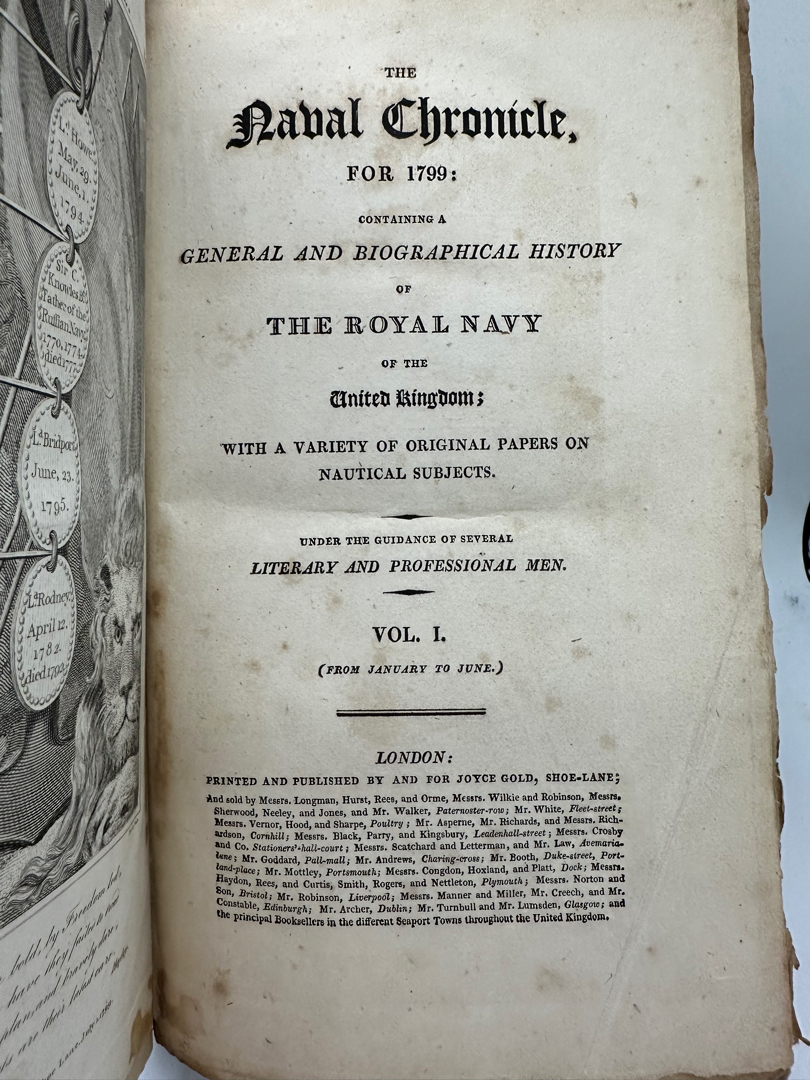 Ld. Howe
May, 29.
June, 1.
1794.
Sir C.
Knowles Bt.
Father of the
Russian Navy
1770, 1774.
died 1777.
Ld. Bridport
June, 23.
1795.
Ld. Rodney
April 12.
1782.
died 1792.
THE
Naval Chronicle,
FOR 1799:
CONTAINING A
GENERAL AND BIOGRAPHICAL HISTORY
OF
THE ROYAL NAVY
OF THE
United Kingdom;
WITH A VARIETY OF ORIGINAL PAPERS ON
NAUTICAL SUBJECTS.
UNDER THE GUIDANCE OF SEVERAL
LITERARY AND PROFESSIONAL MEN.
VOL. I.
(FROM JANUARY TO JUNE.)
LONDON:
PRINTED AND PUBLISHED BY AND FOR JOYCE GOLD, SHOE-LANE;
And sold by Messrs. Longman, Hurst, Rees, and Orme, Messrs. Wilkie and Robinson, Messrs.
Sherwood, Neeley, and Jones, and Mr. Walker, Paternoster-row; Mr. White, Fleet-street;
Messrs. Vernor, Hood, and Sharpe, Poultry; Mr. Asperne, Mr. Richards, and Messrs. Rich-
ardson, Cornhill; Messrs. Black, Parry, and Kingsbury, Leadenhall-street; Messrs. Crosby
and Co. Stationers'-hall-court; Messrs. Scatchard and Letterman, and Mr. Law, Avemaria-
lane; Mr. Goddard, Pall-mall; Mr. Andrews, Charing-cross; Mr. Booth, Duke-street, Port-
land-place; Mr. Mottley, Portsmouth; Messrs. Congdon, Hoxland, and Platt, Dock; Messrs.
Haydon, Rees, and Curtis, Smith, Rogers, and Nettleton, Plymouth; Messrs. Norton and
Son, Bristol; Mr. Robinson, Liverpool; Messrs. Manner and Miller, Mr. Creech, and Mr.
Constable, Edinburgh; Mr. Archer, Dublin; Mr. Turnbull and Mr. Lumsden, Glasgow; and
the principal Booksellers in the different Seaport Towns throughout the United Kingdom.